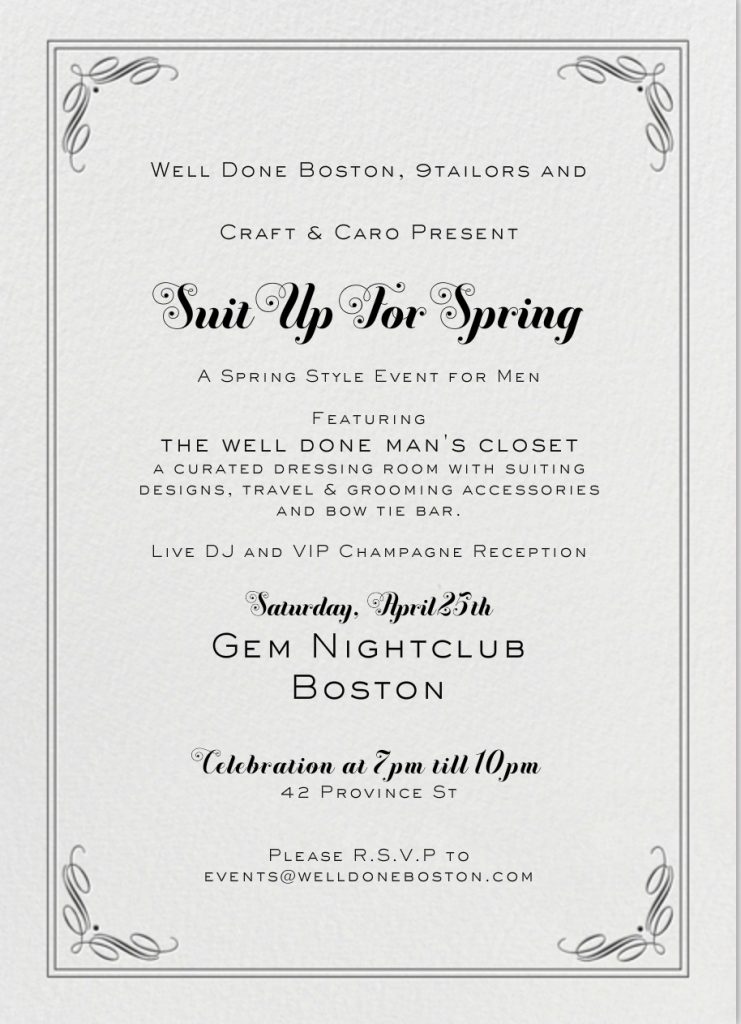 Well Done Boston, 9tailors and
Craft & Caro Present
Suit Up For Spring
A Spring Style Event for Men
Featuring
THE WELL DONE MAN'S CLOSET
A CURATED DRESSING ROOM WITH SUITING
DESIGNS, TRAVEL & GROOMING ACCESSORIES
AND BOW TIE BAR.
Live DJ and VIP Champagne Reception
Saturday, April 25th
Gem Nightclub
Boston
Celebration at 7pm till 10pm
42 Province St
Please R.S.V.P to
events@welldoneboston.com